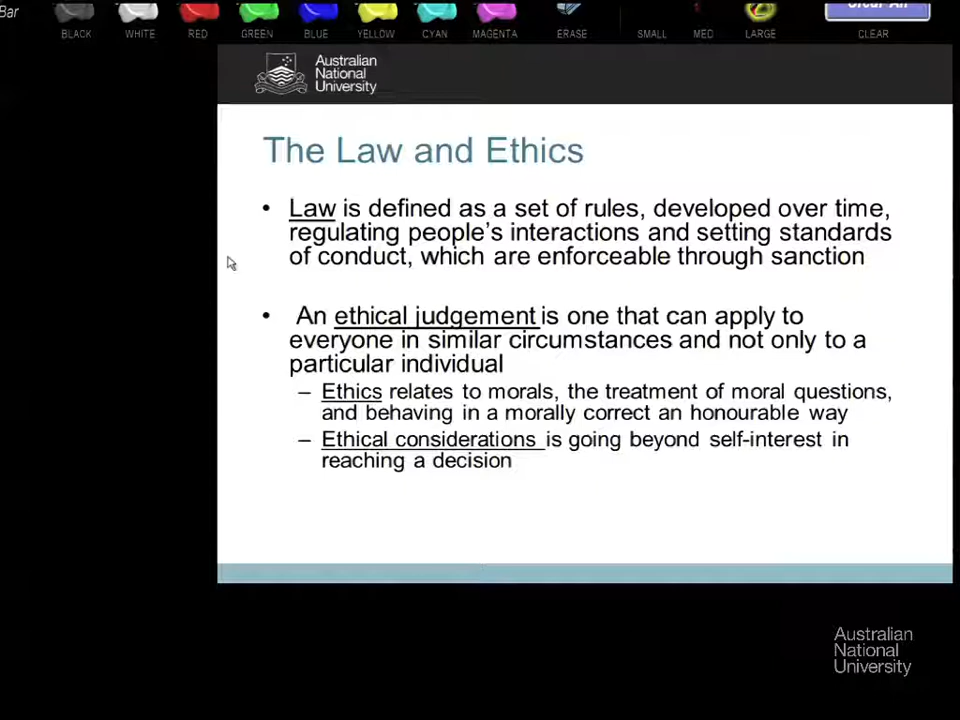 Bar
BLACK WHITE RED GREEN BLUE YELLOW CYAN MAGENTA ERASE SMALL MED LARGE CLEAR
Australian
National
University
The Law and Ethics
• Law is defined as a set of rules, developed over time,
regulating people's interactions and setting standards
of conduct, which are enforceable through sanction
• An ethical judgement is one that can apply to
everyone in similar circumstances and not only to a
particular individual
– Ethics relates to morals, the treatment of moral questions,
and behaving in a morally correct an honourable way
– Ethical considerations is going beyond self-interest in
reaching a decision
Australian
National
University